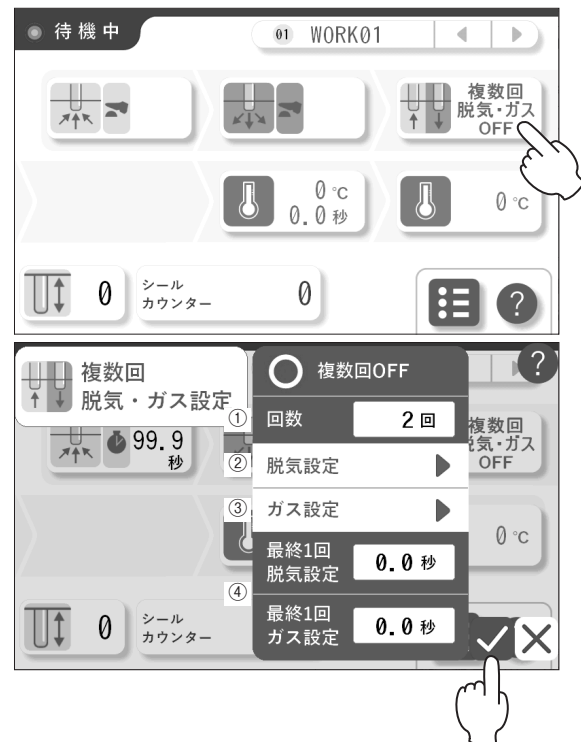 待機中
01 WORK01
複数回
脱気・ガス
OFF
0 ℃
0.0 秒
0 ℃
0
シール
カウンター
0
?
複数回
脱気・ガス設定
複数回OFF
?
① 回数 2 回
99.9
秒
複数回
気・ガス
OFF
② 脱気設定
③ ガス設定
0 ℃
④
最終1回
脱気設定
0.0 秒
最終1回
ガス設定
0.0 秒
0
シール
カウンター